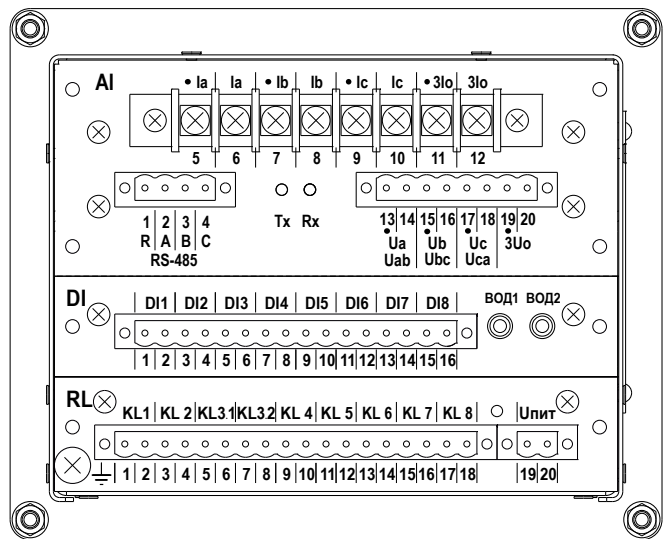 AI
• Ia | Ia | • Ib | Ib | • Ic | Ic | • 3Io | 3Io
5 | 6 | 7 | 8 | 9 | 10 | 11 | 12
1 | 2 | 3 | 4
R | A | B | C
RS-485
Tx Rx
13 | 14 | 15 | 16 | 17 | 18 | 19 | 20
• Ua | • Ub | • Uc | • 3Uo
Uab | Ubc | Uca
DI
DI1 | DI2 | DI3 | DI4 | DI5 | DI6 | DI7 | DI8
ВОД1 ВОД2
1 | 2 | 3 | 4 | 5 | 6 | 7 | 8 | 9 | 10 | 11 | 12 | 13 | 14 | 15 | 16
RL
KL1 | KL 2 | KL3.1 | KL3.2 | KL 4 | KL 5 | KL 6 | KL 7 | KL 8
Uпит
1 | 2 | 3 | 4 | 5 | 6 | 7 | 8 | 9 | 10 | 11 | 12 | 13 | 14 | 15 | 16 | 17 | 18
19 | 20